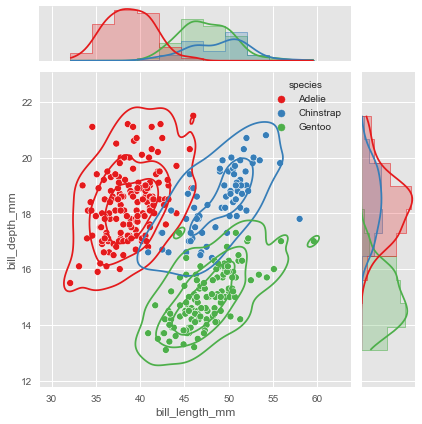 species
Adelie
Chinstrap
Gentoo
22
20
18
16
14
12
bill_depth_mm
30
35
40
45
50
55
60
bill_length_mm